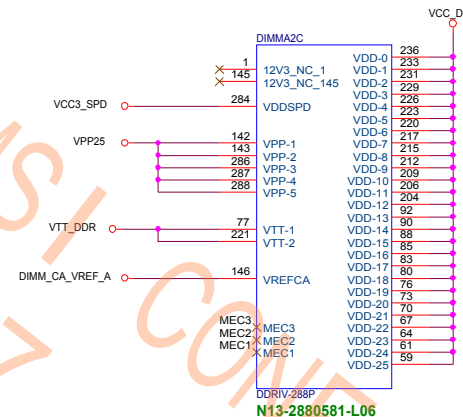 VCC_D
DIMMA2C
1 12V3_NC_1
145 12V3_NC_145
VCC3_SPD 284 VDDSPD
VPP25 142 VPP-1
143 VPP-2
286 VPP-3
287 VPP-4
288 VPP-5
VTT_DDR 77 VTT-1
221 VTT-2
DIMM_CA_VREF_A 146 VREFCA
MEC3 MEC3
MEC2 MEC2
MEC1 MEC1
VDD-0 236
VDD-1 233
VDD-2 231
VDD-3 229
VDD-4 226
VDD-5 223
VDD-6 220
VDD-7 217
VDD-8 215
VDD-9 212
VDD-10 209
VDD-11 206
VDD-12 204
VDD-13 92
VDD-14 90
VDD-15 88
VDD-16 85
VDD-17 83
VDD-18 80
VDD-19 76
VDD-20 73
VDD-21 70
VDD-22 67
VDD-23 64
VDD-24 61
VDD-25 59
DDRIV-288P
N13-2880581-L06